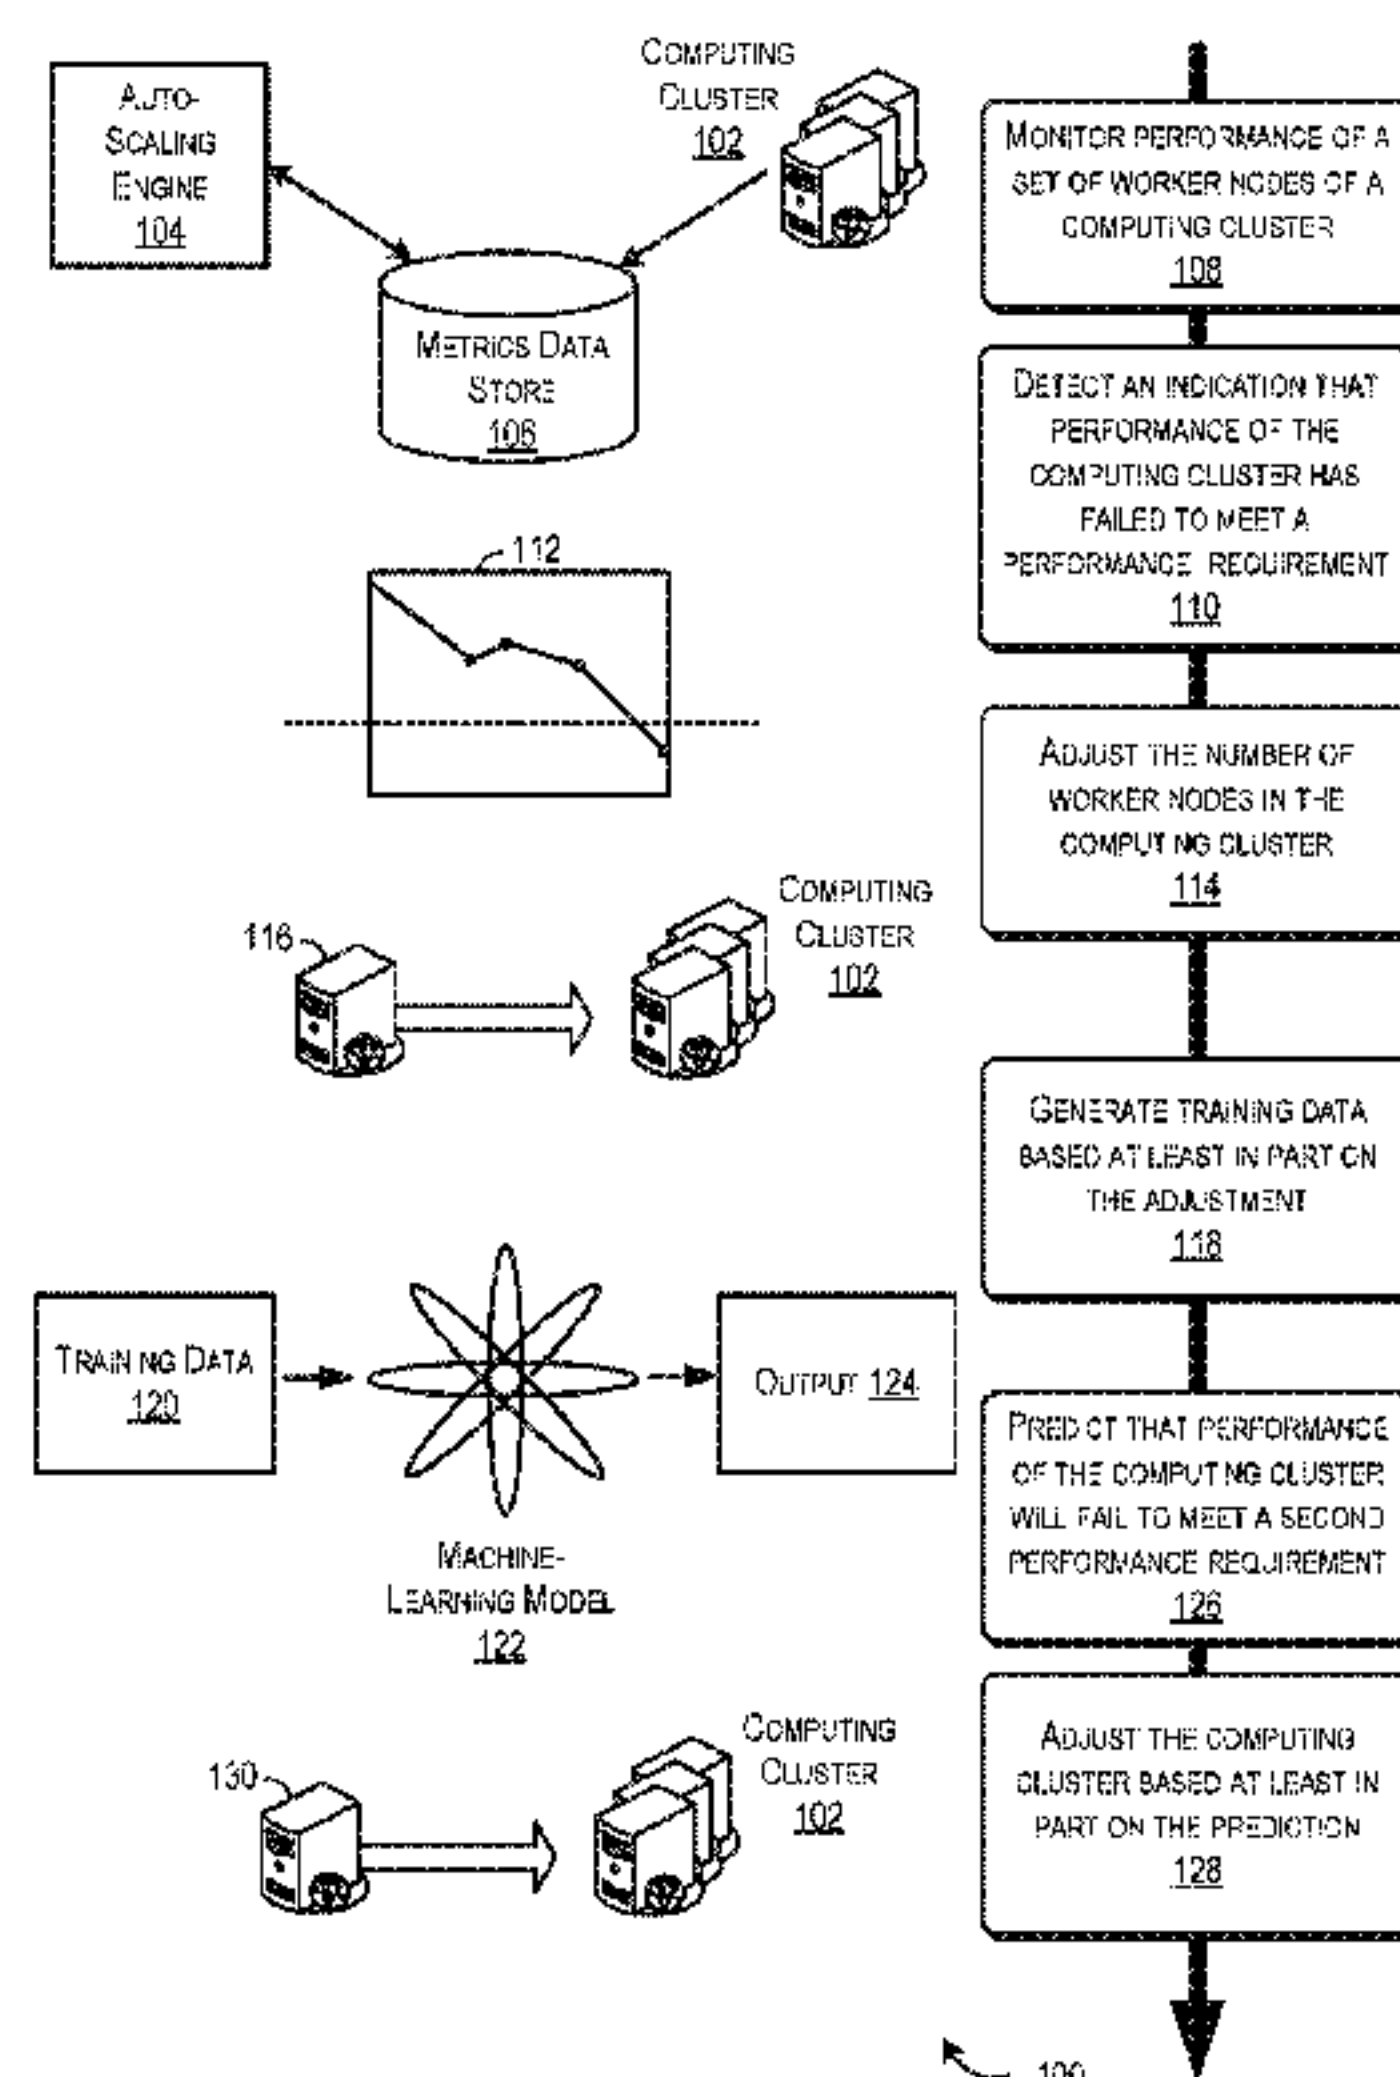 AUTO-
SCALING
ENGINE
104
COMPUTING
CLUSTER
102
METRICS DATA
STORE
106
112
116
COMPUTING
CLUSTER
102
TRAINING DATA
120
MACHINE-
LEARNING MODEL
122
OUTPUT 124
130
COMPUTING
CLUSTER
102
MONITOR PERFORMANCE OF A
SET OF WORKER NODES OF A
COMPUTING CLUSTER
108
DETECT AN INDICATION THAT
PERFORMANCE OF THE
COMPUTING CLUSTER HAS
FAILED TO MEET A
PERFORMANCE REQUIREMENT
110
ADJUST THE NUMBER OF
WORKER NODES IN THE
COMPUTING CLUSTER
114
GENERATE TRAINING DATA
BASED AT LEAST IN PART ON
THE ADJUSTMENT
118
PREDICT THAT PERFORMANCE
OF THE COMPUTING CLUSTER
WILL FAIL TO MEET A SECOND
PERFORMANCE REQUIREMENT
126
ADJUST THE COMPUTING
CLUSTER BASED AT LEAST IN
PART ON THE PREDICTION
128
100